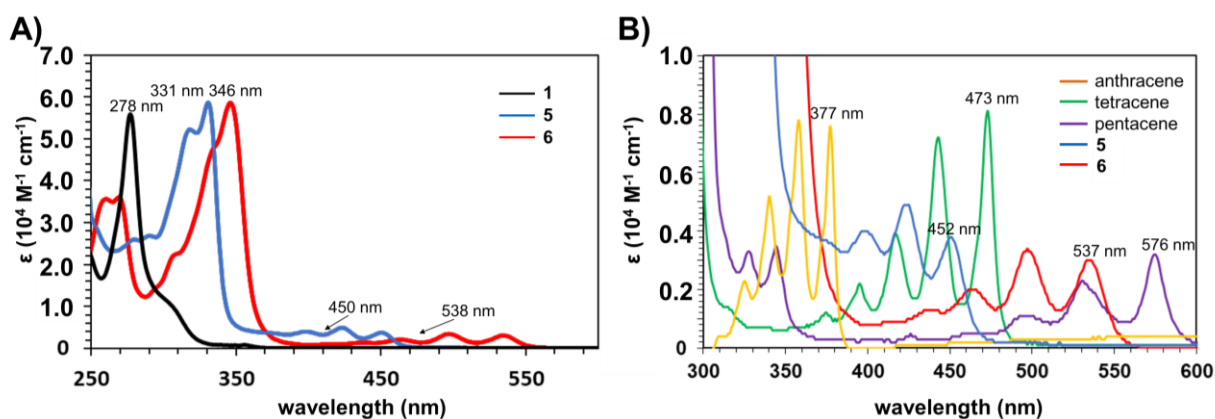 A)
7.0
6.0
5.0
4.0
3.0
2.0
1.0
0
ε (10⁴ M⁻¹ cm⁻¹)
331 nm 346 nm
278 nm
450 nm
538 nm
1
5
6
250
350
450
550
wavelength (nm)
B)
1.0
0.8
0.6
0.4
0.2
0
ε (10⁴ M⁻¹ cm⁻¹)
377 nm
473 nm
452 nm
537 nm
576 nm
anthracene
tetracene
pentacene
5
6
300
350
400
450
500
550
600
wavelength (nm)